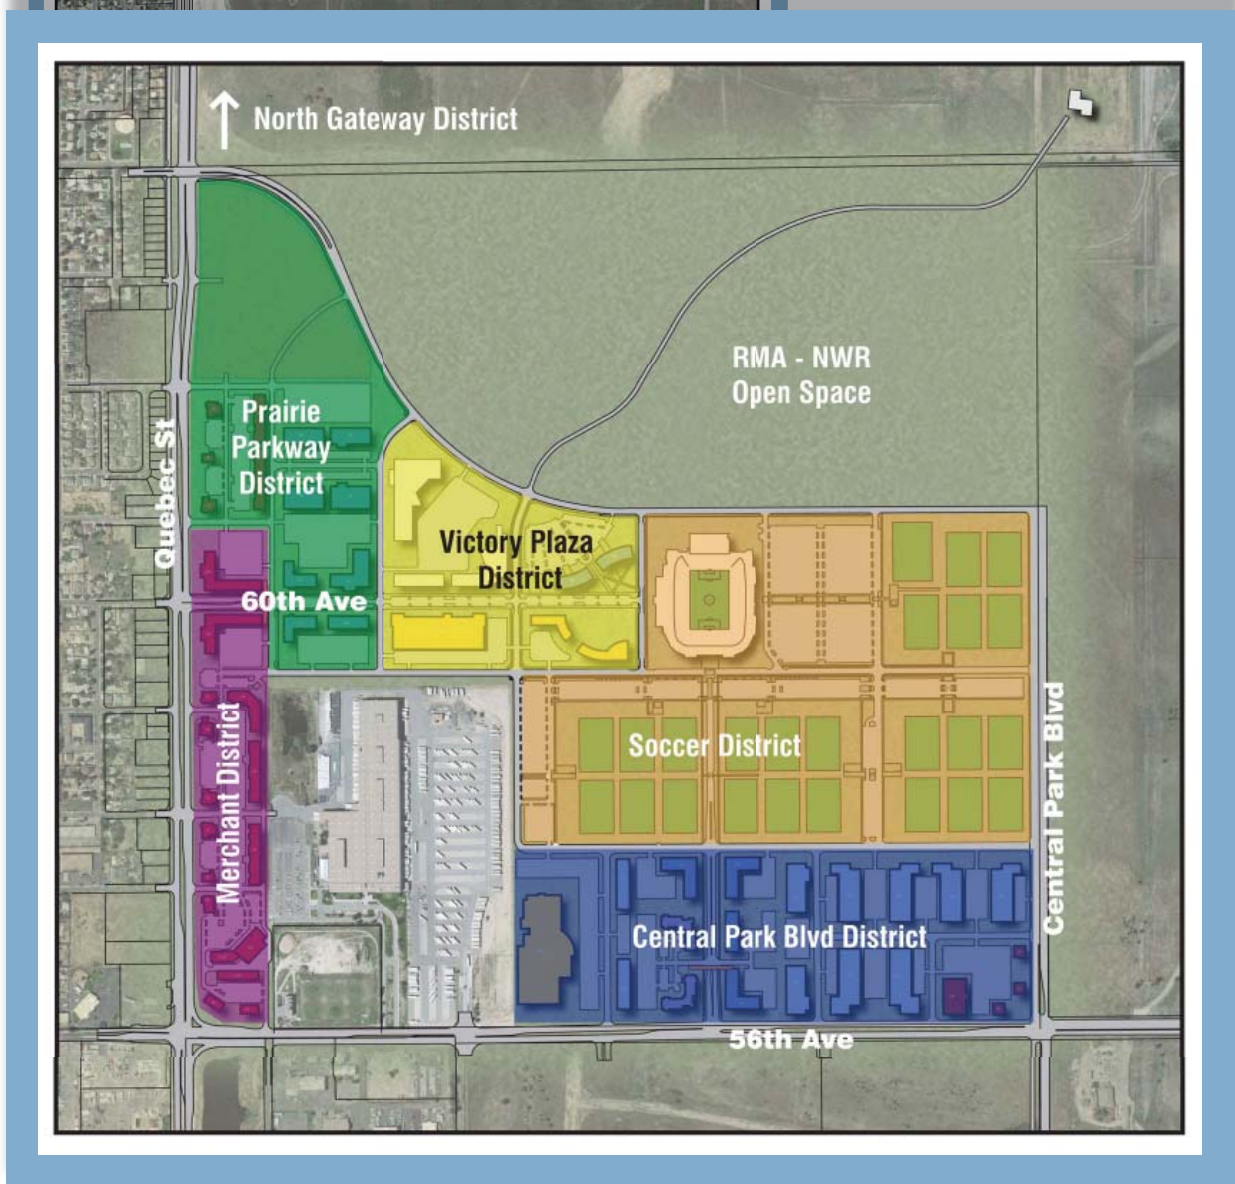 North Gateway District
RMA - NWR
Open Space
Prairie
Parkway
District
Quebec St
Victory Plaza
District
60th Ave
Merchant District
Soccer District
Central Park Blvd
Central Park Blvd District
56th Ave